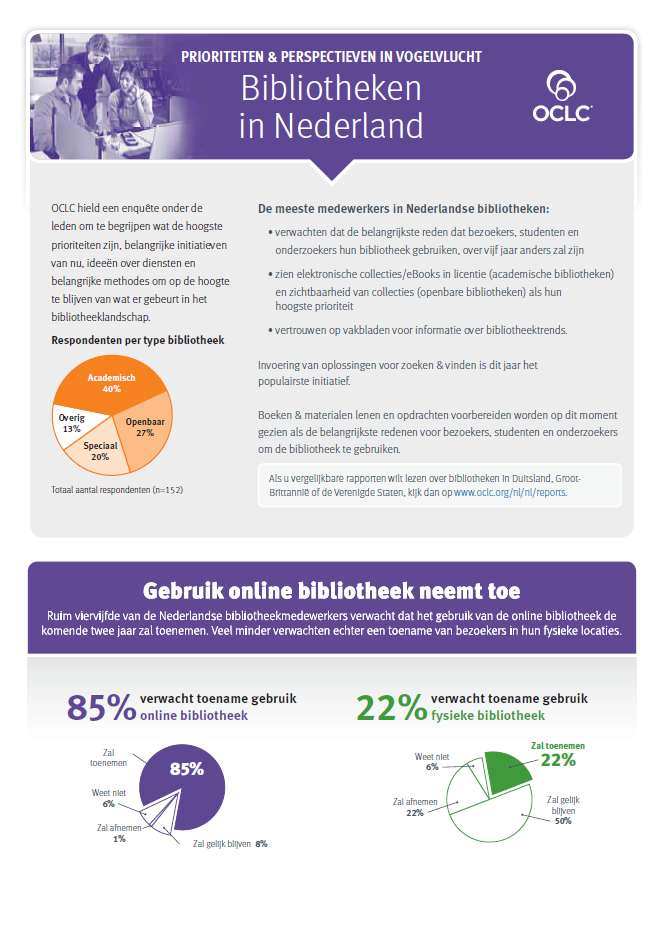 PRIORITEITEN & PERSPECTIEVEN IN VOGELVLUCHT
Bibliotheken
in Nederland
OCLC
OCLC hield een enquête onder de
leden om te begrijpen wat de hoogste
prioriteiten zijn, belangrijke initiatieven
van nu, ideeën over diensten en
belangrijke methodes om op de hoogte
te blijven van wat er gebeurt in het
bibliotheeklandschap.
Respondenten per type bibliotheek
Academisch
40%
Overig
13%
Openbaar
27%
Speciaal
20%
Totaal aantal respondenten (n=152)
De meeste medewerkers in Nederlandse bibliotheken:
• verwachten dat de belangrijkste reden dat bezoekers, studenten en
onderzoekers hun bibliotheek gebruiken, over vijf jaar anders zal zijn
• zien elektronische collecties/eBooks in licentie (academische bibliotheken)
en zichtbaarheid van collecties (openbare bibliotheken) als hun
hoogste prioriteit
• vertrouwen op vakbladen voor informatie over bibliotheektrends.
Invoering van oplossingen voor zoeken & vinden is dit jaar het
populairste initiatief.
Boeken & materialen lenen en opdrachten voorbereiden worden op dit moment
gezien als de belangrijkste redenen voor bezoekers, studenten en onderzoekers
om de bibliotheek te gebruiken.
Als u vergelijkbare rapporten wilt lezen over bibliotheken in Duitsland, Groot-
Brittannië of de Verenigde Staten, kijk dan op www.oclc.org/nl/nl/reports.
Gebruik online bibliotheek neemt toe
Ruim viervijfde van de Nederlandse bibliotheekmedewerkers verwacht dat het gebruik van de online bibliotheek de
komende twee jaar zal toenemen. Veel minder verwachten echter een toename van bezoekers in hun fysieke locaties.
85% verwacht toename gebruik
online bibliotheek
Zal
toenemen
85%
Weet niet
6%
Zal afnemen
1%
Zal gelijk blijven 8%
22% verwacht toename gebruik
fysieke bibliotheek
Zal toenemen
22%
Weet niet
6%
Zal afnemen
22%
Zal gelijk
blijven
50%